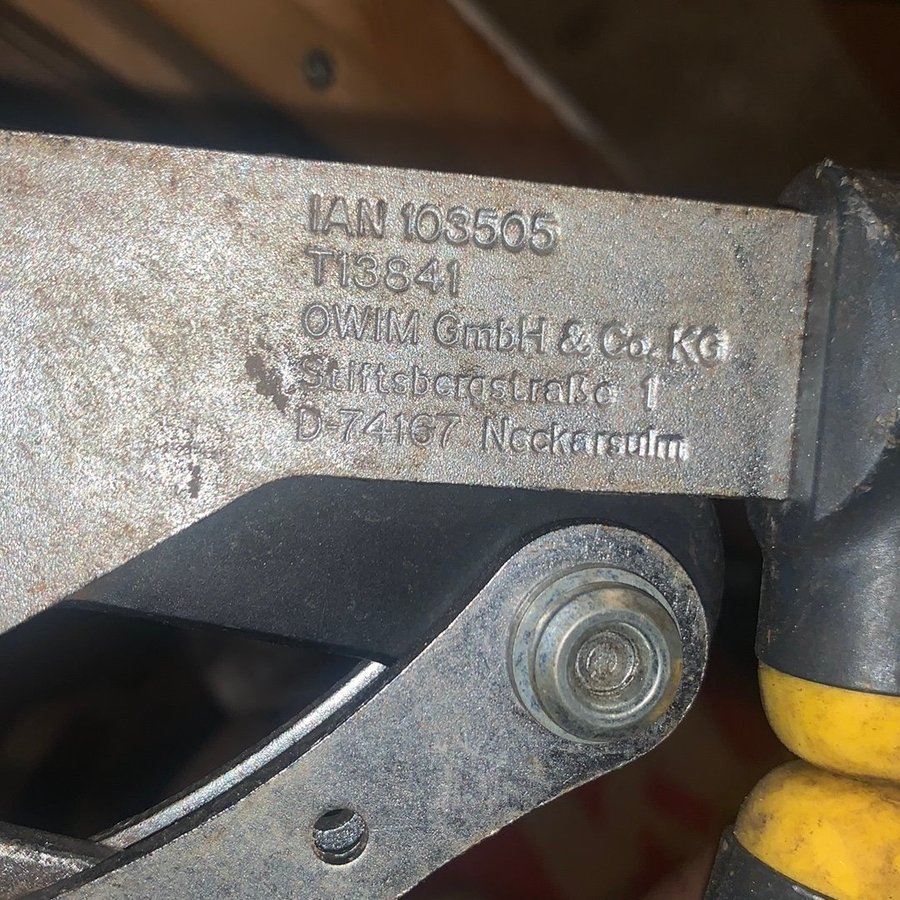 IAN 103505
T13841
OWIM GmbH & Co. KG
Stiftsbergstraße 1
D-74167 Neckarsulm